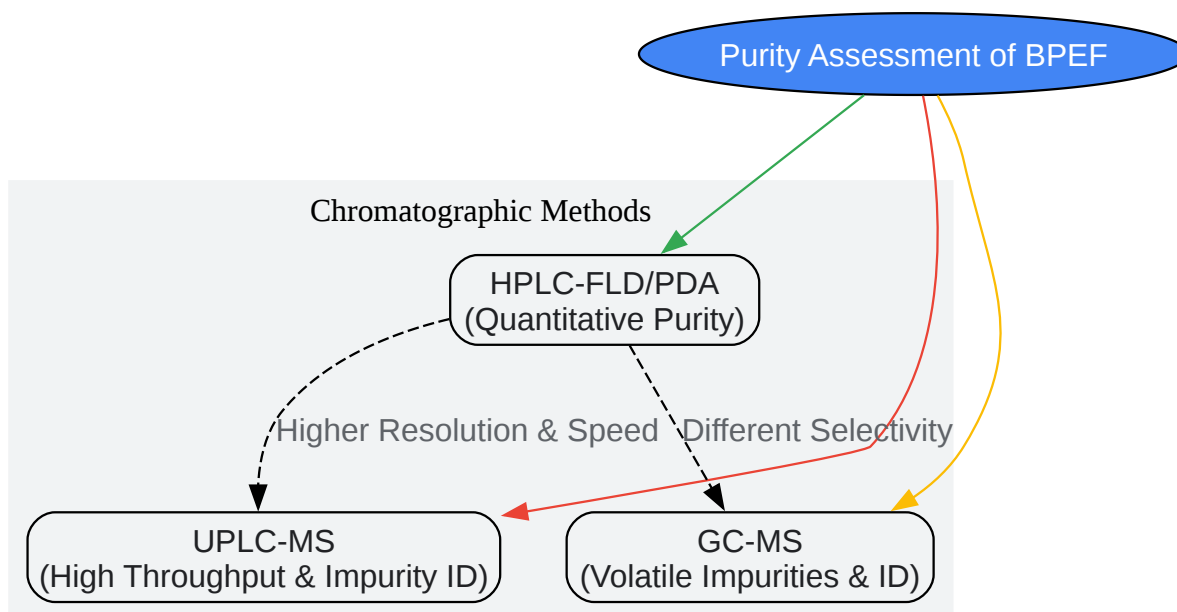 Purity Assessment of BPEF
Chromatographic Methods
HPLC-FLD/PDA
(Quantitative Purity)
Higher Resolution & Speed
Different Selectivity
UPLC-MS
(High Throughput & Impurity ID)
GC-MS
(Volatile Impurities & ID)